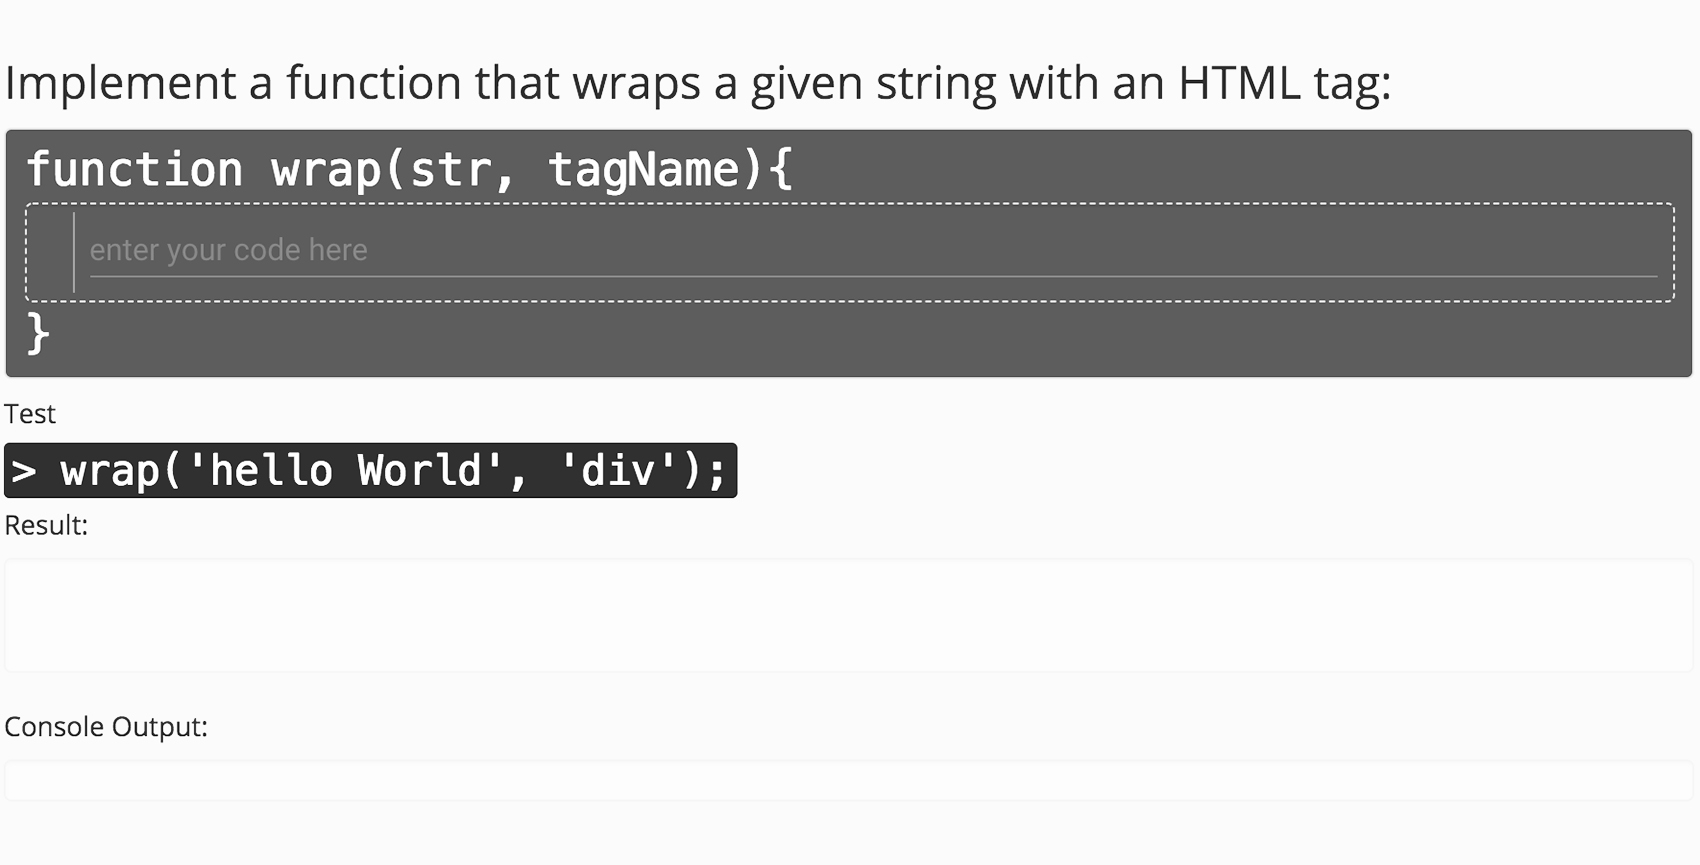 Implement a function that wraps a given string with an HTML tag:
function wrap(str, tagName){
enter your code here
}
Test
> wrap('hello World', 'div');
Result:
Console Output: